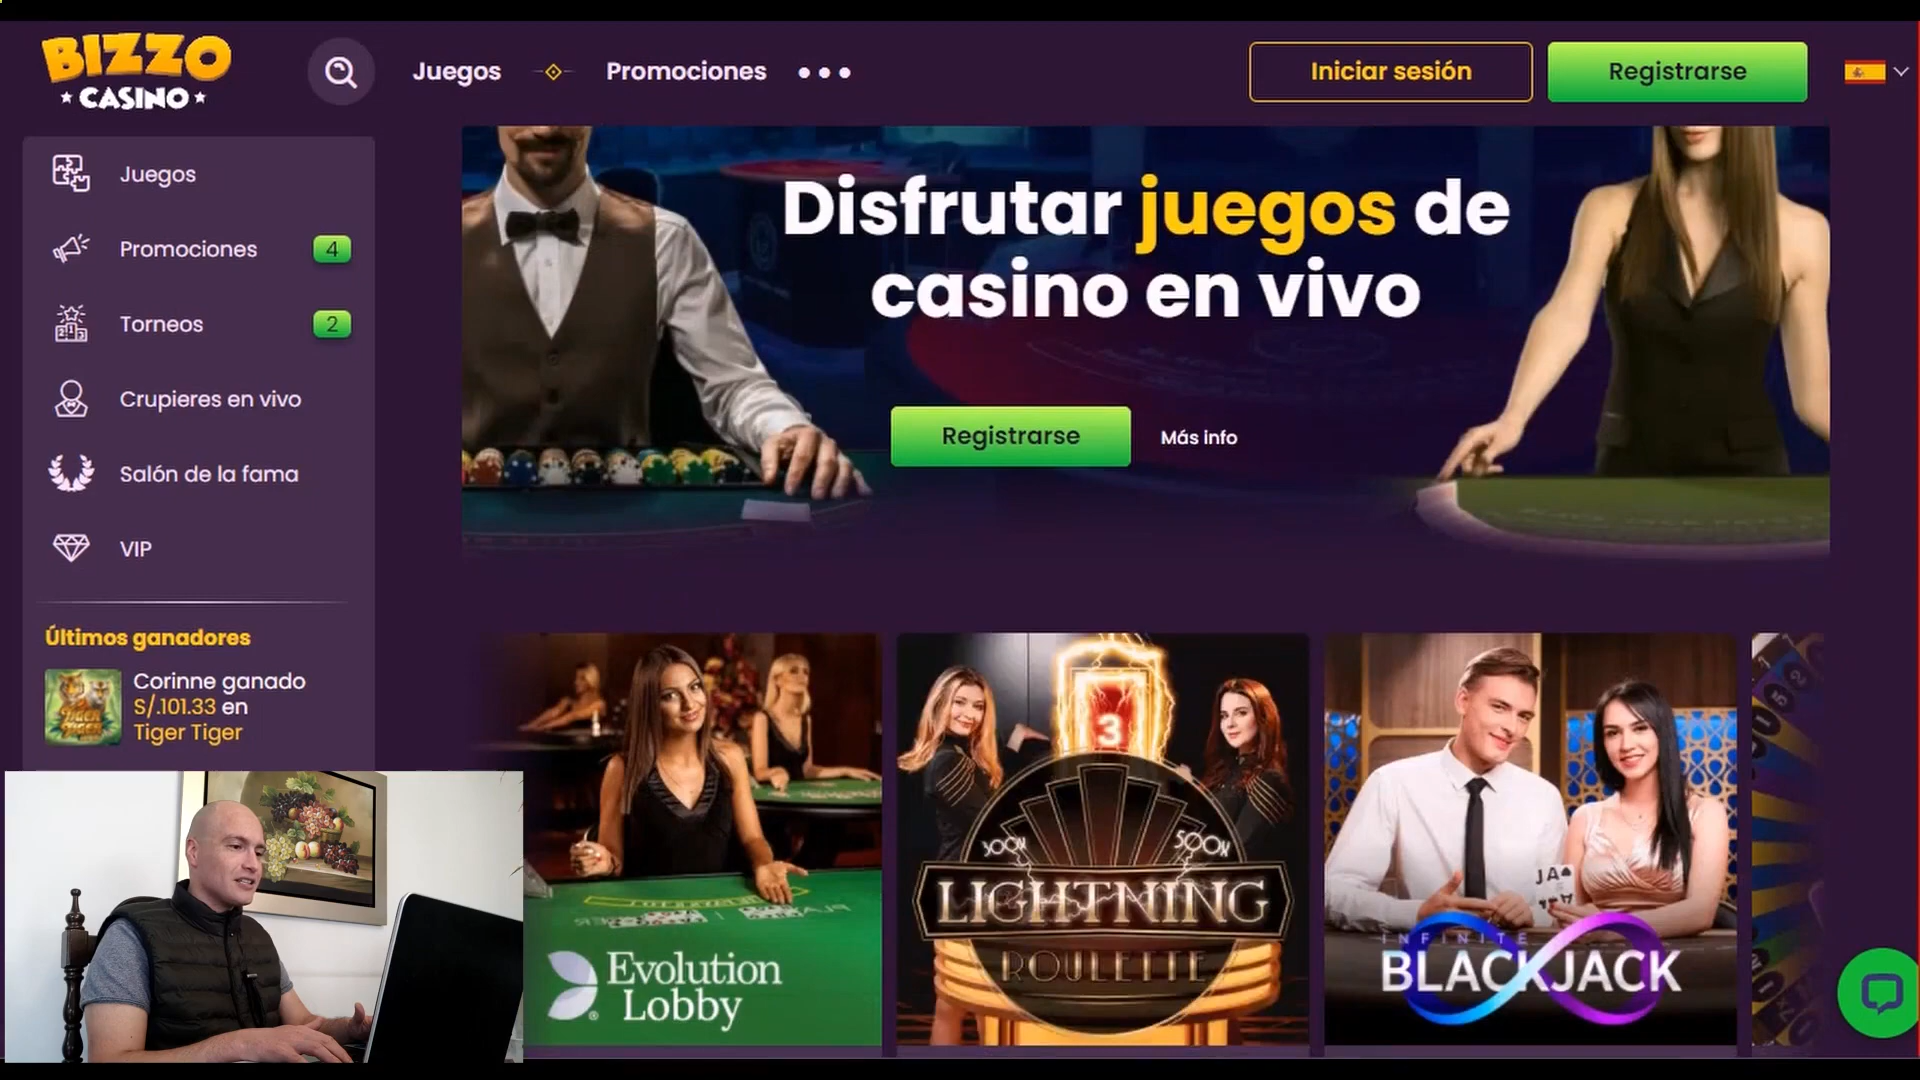 BIZZO
CASINO
Juegos
Promociones
Iniciar sesión
Registrarse
Juegos
Promociones 4
Torneos 2
Crupieres en vivo
Salón de la fama
VIP
Últimos ganadores
Corinne ganado
S/.101.33 en
Tiger Tiger
Disfrutar juegos de
casino en vivo
Registrarse
Más info
Evolution
Lobby
3
300X
500X
LIGHTNING
ROULETTE
J A
INFINITE
BLACKJACK